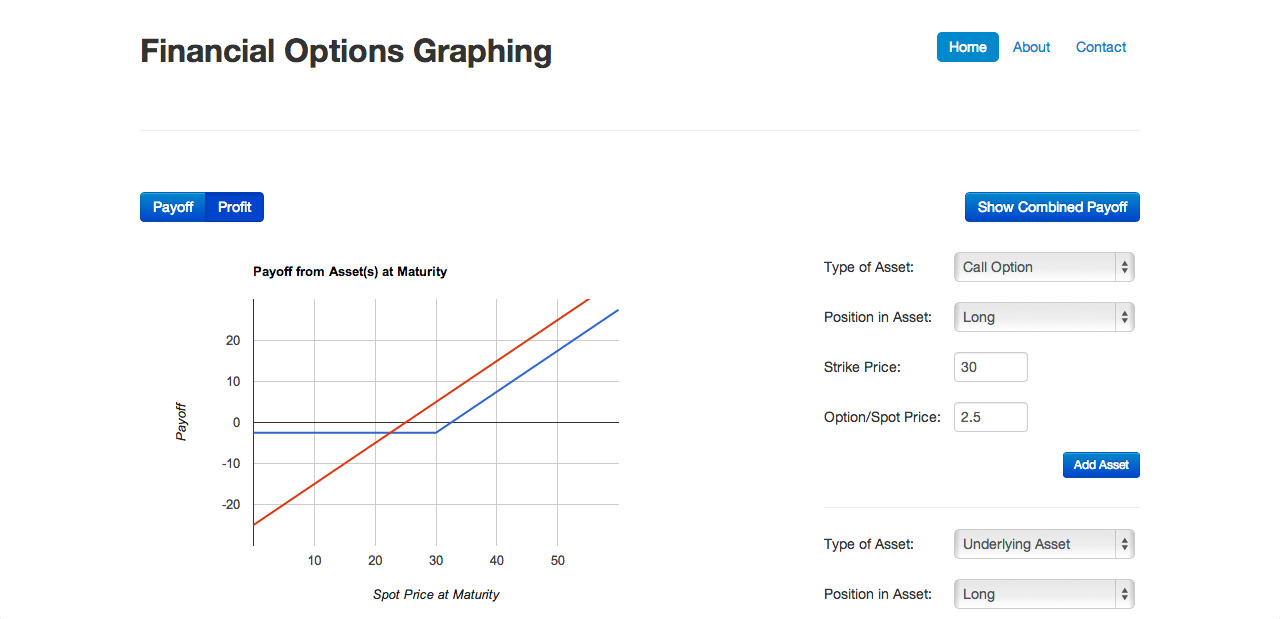 Financial Options Graphing
Home About Contact
Payoff Profit
Show Combined Payoff
Payoff from Asset(s) at Maturity
20
10
0
-10
-20
Payoff
10 20 30 40 50
Spot Price at Maturity
Type of Asset: Call Option
Position in Asset: Long
Strike Price: 30
Option/Spot Price: 2.5
Add Asset
Type of Asset: Underlying Asset
Position in Asset: Long